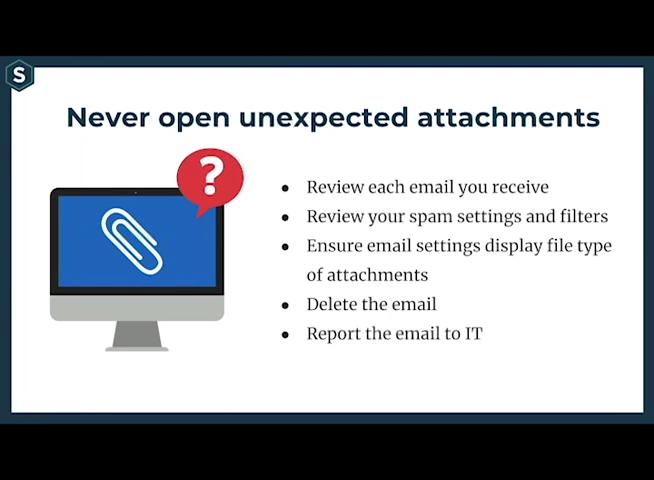 S
Never open unexpected attachments
?
• Review each email you receive
• Review your spam settings and filters
• Ensure email settings display file type
of attachments
• Delete the email
• Report the email to IT